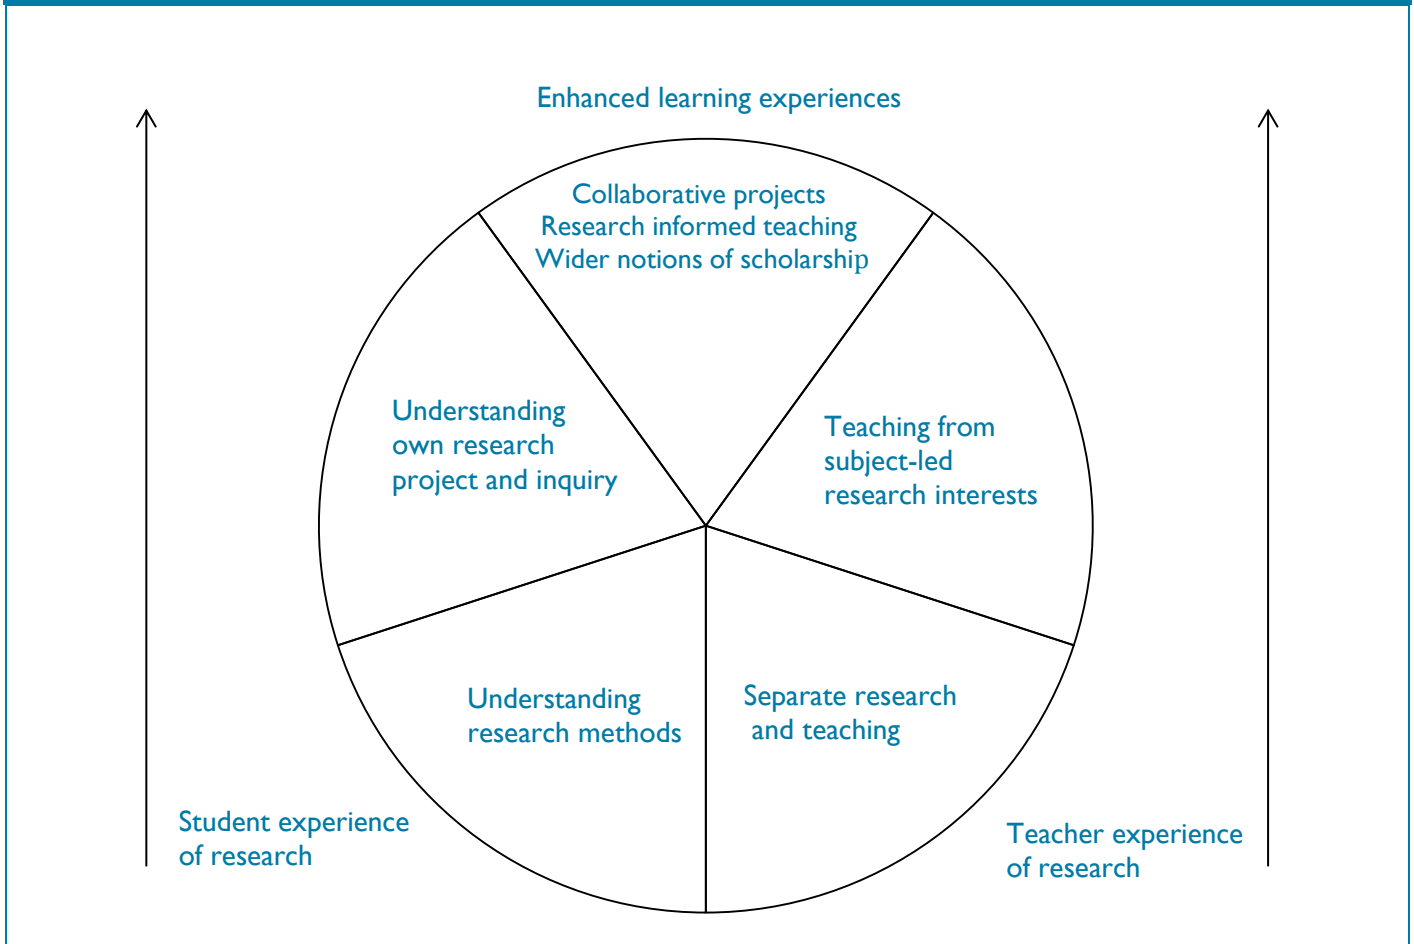 Enhanced learning experiences
Collaborative projects
Research informed teaching
Wider notions of scholarship
Understanding
own research
project and inquiry
Teaching from
subject-led
research interests
Understanding
research methods
Separate research
and teaching
Student experience
of research
Teacher experience
of research